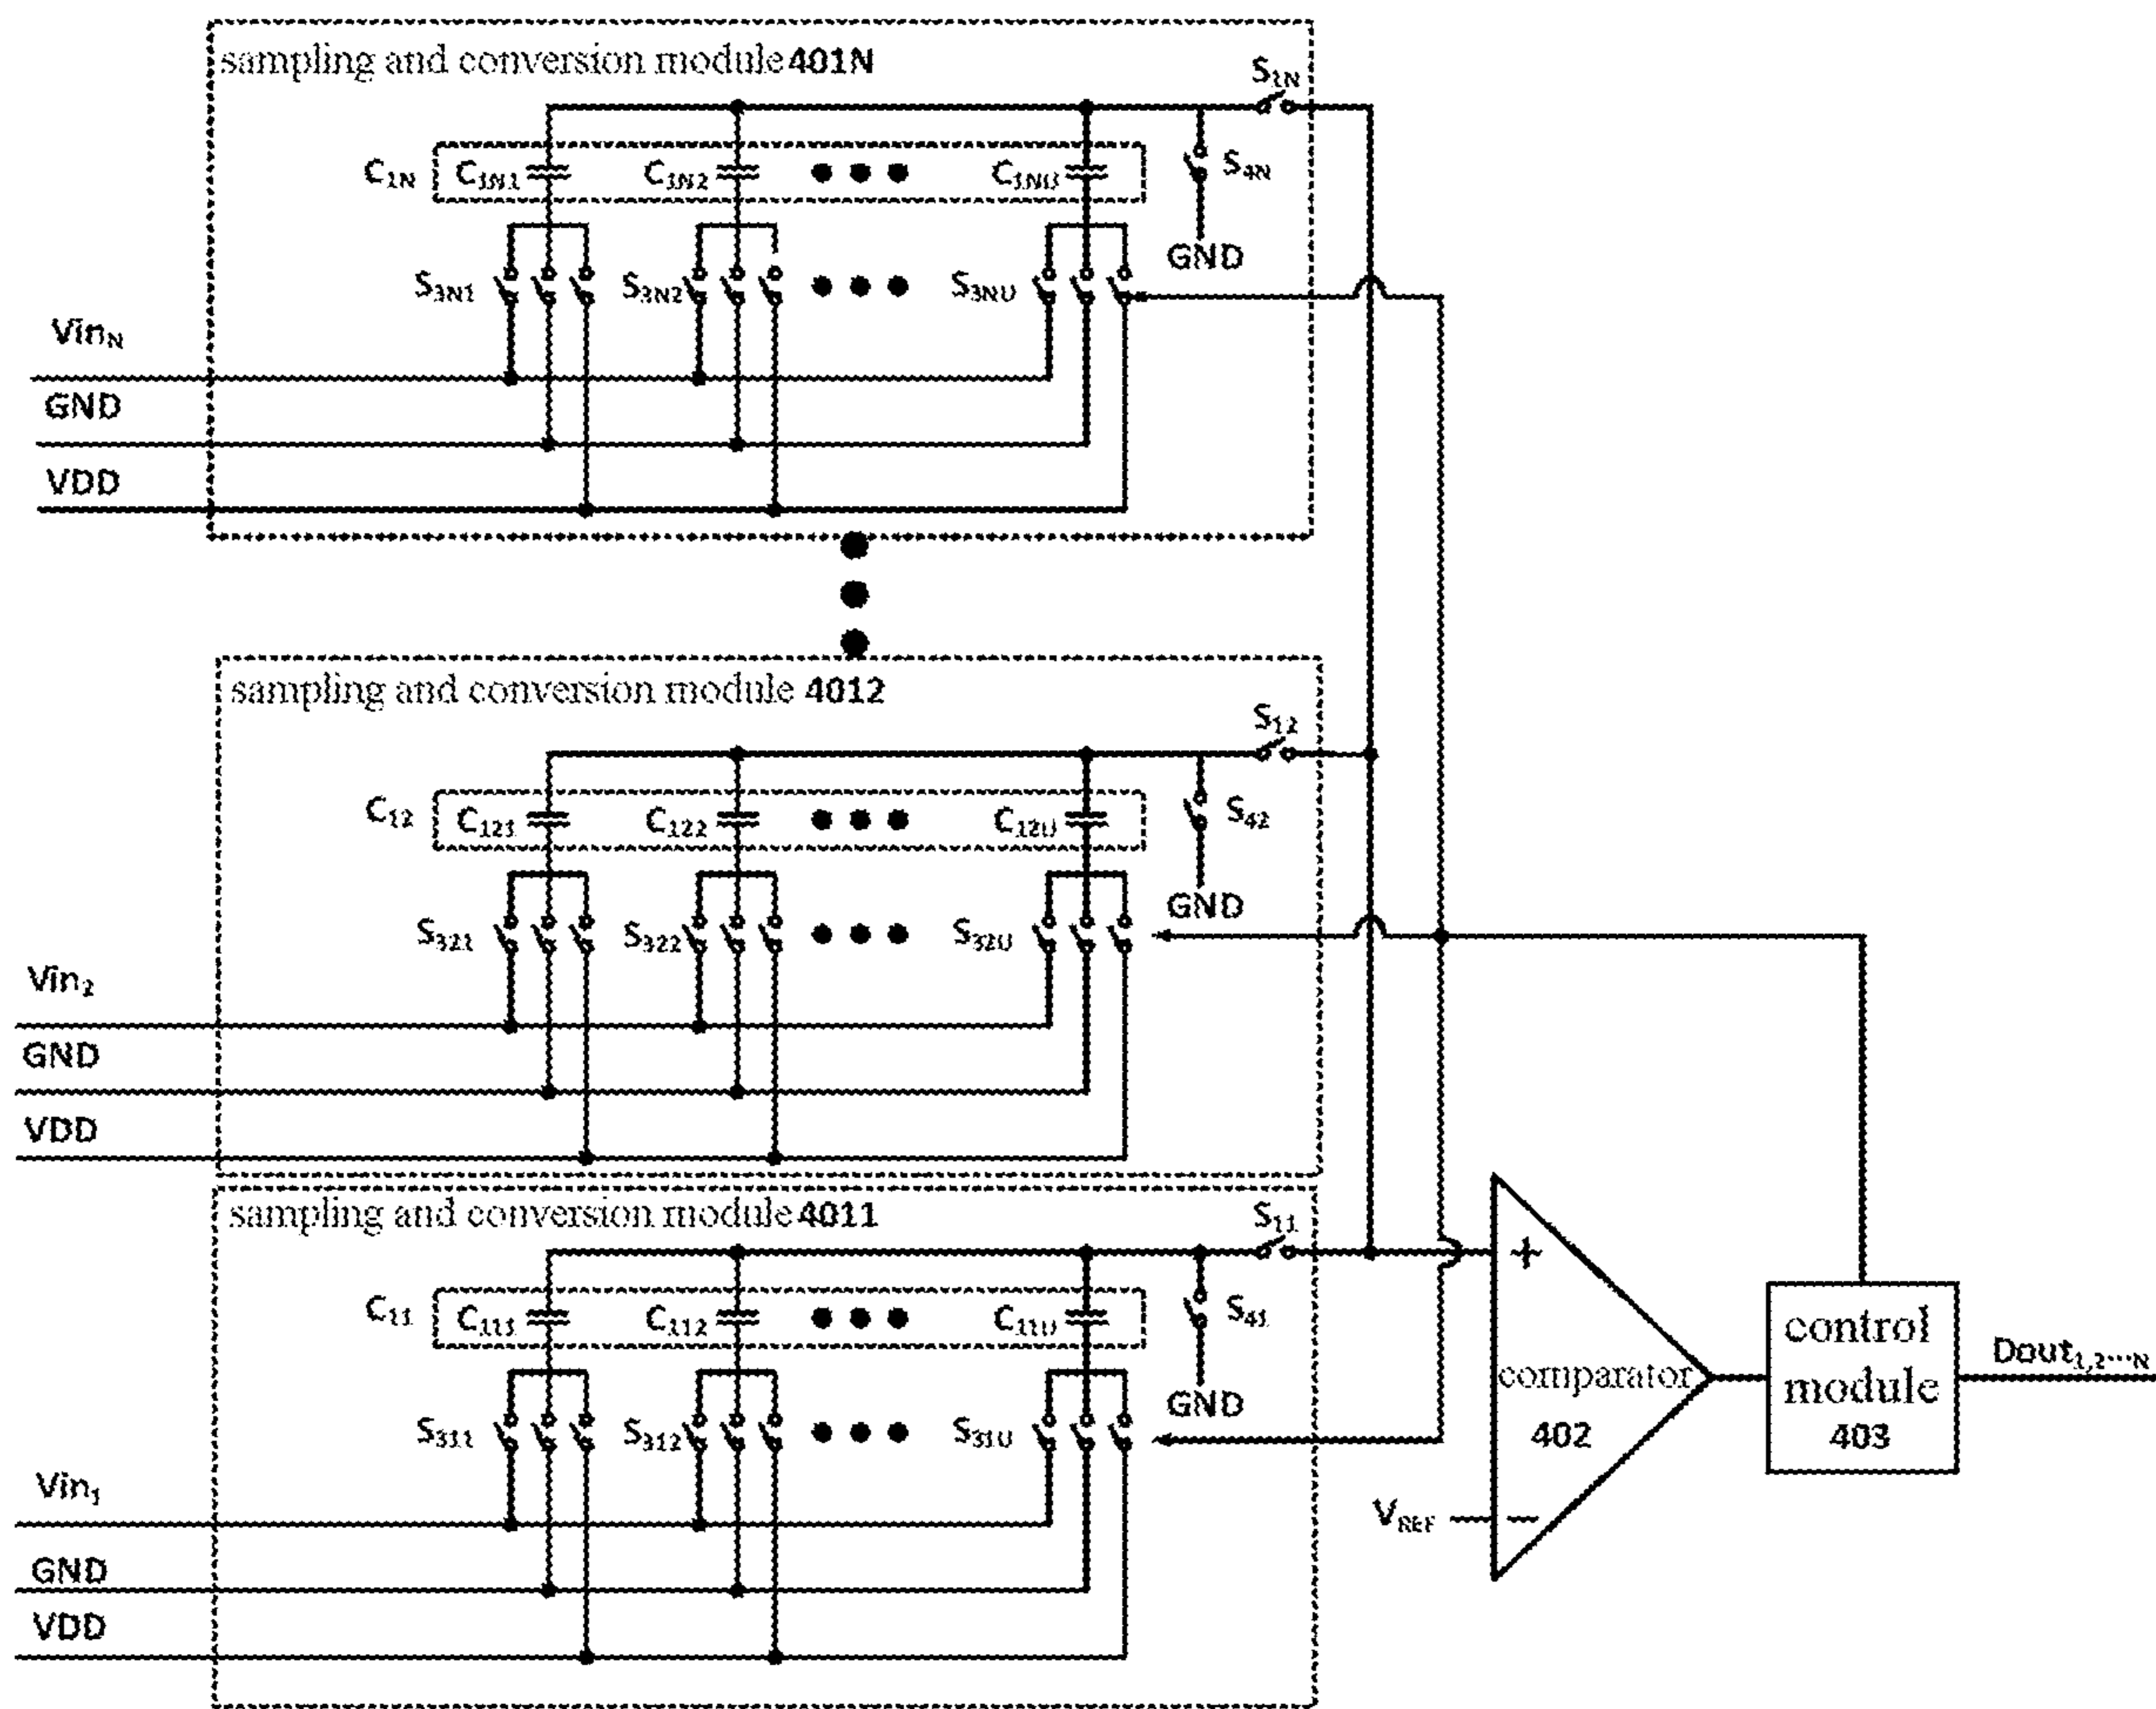 sampling and conversion module 401N
S1N
C1N C1N1 C1N2 C1NU S4N
GND
S3N1 S3N2 S3NU
VinN
GND
VDD
sampling and conversion module 4012
S12
C12 C121 C122 C12U S42
GND
S321 S322 S32U
Vin2
GND
VDD
sampling and conversion module 4011
S11
C11 C111 C112 C11U S41
GND
S311 S312 S31U
Vin1
GND
VDD
+
comparator
402
VREF −
control
module
403
Dout1,2···N